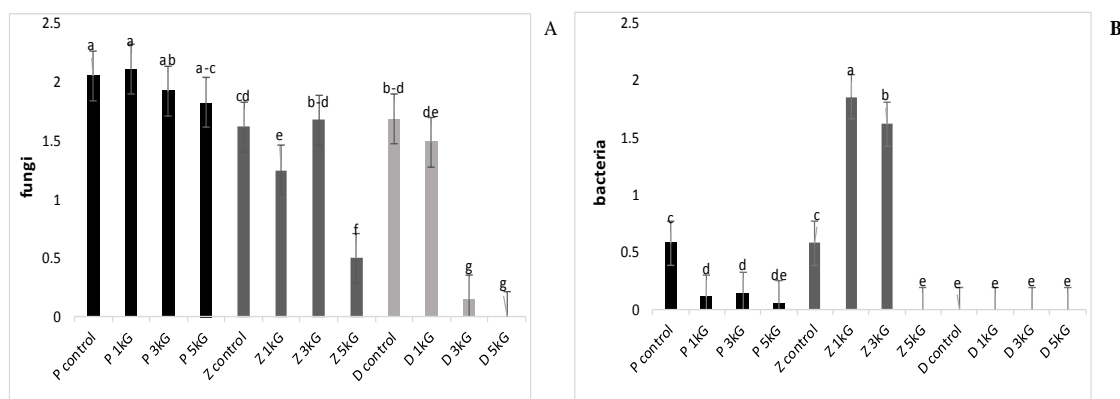 A
2.5
2
1.5
1
0.5
0
fungi
a
a
ab
a-c
cd
e
b-d
f
b-d
de
g
g
P control
P 1kG
P 3kG
P 5kG
Z control
Z 1kG
Z 3kG
Z 5kG
D control
D 1kG
D 3kG
D 5kG
B
2.5
2
1.5
1
0.5
0
bacteria
c
d
d
de
c
a
b
e
e
e
e
e
P control
P 1kG
P 3kG
P 5kG
Z control
Z 1kG
Z 3kG
Z 5kG
D control
D 1kG
D 3kG
D 5kG